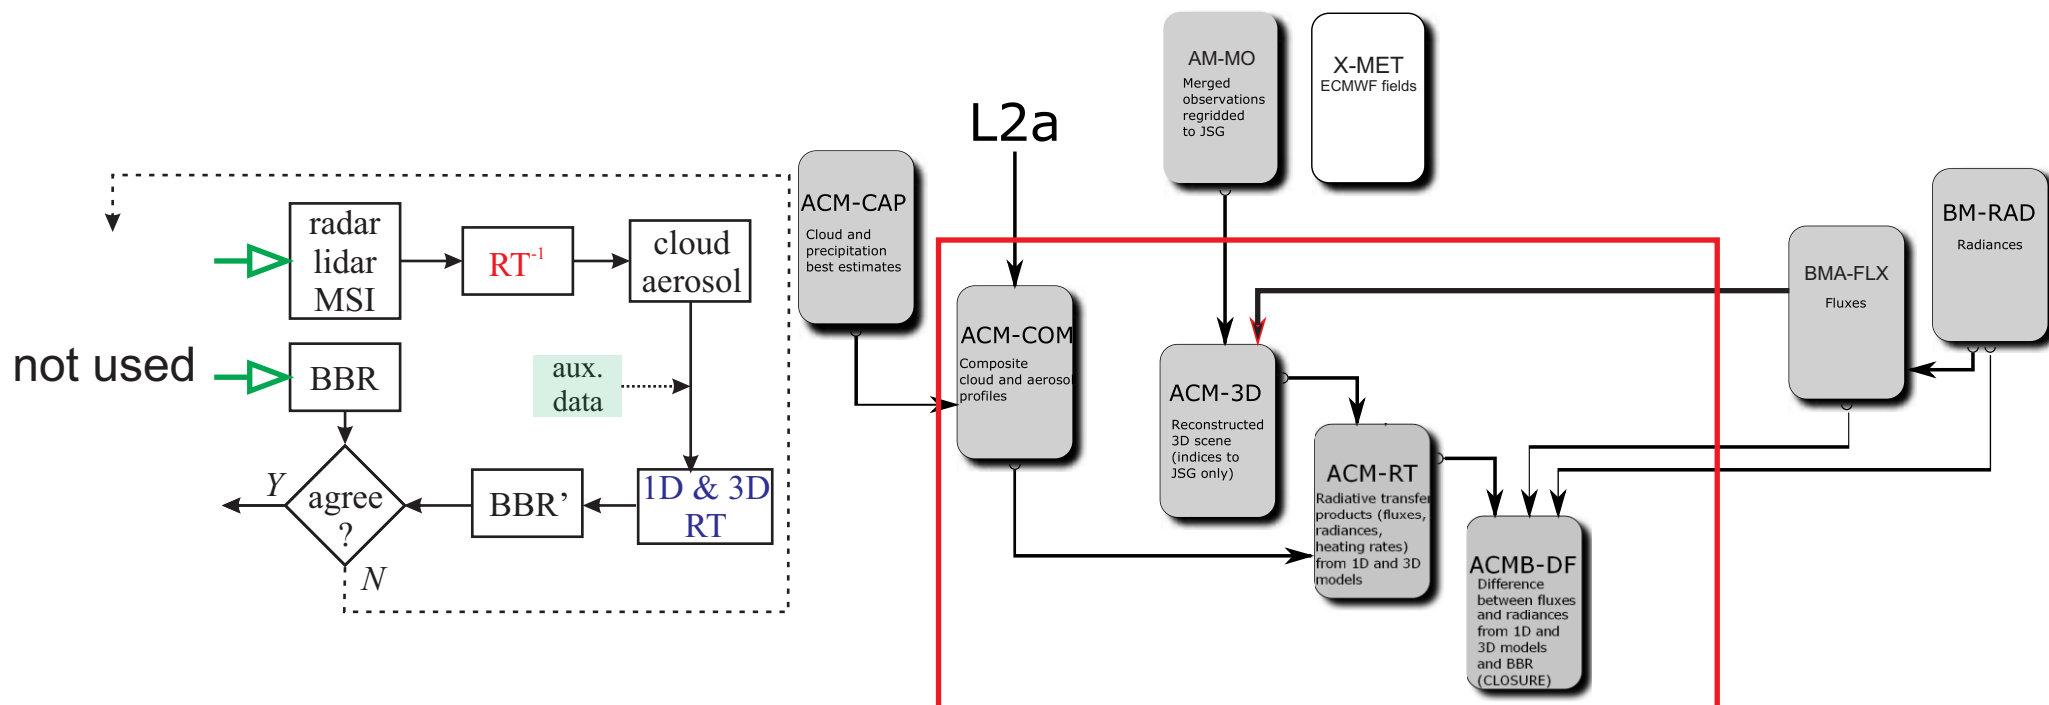 not used
radar
lidar
MSI
RT⁻¹
cloud
aerosol
BBR
aux.
data
Y
agree
?
N
BBR’
1D & 3D
RT
ACM-CAP
Cloud and
precipitation
best estimates
L2a
AM-MO
Merged
observations
regridded
to JSG
X-MET
ECMWF fields
ACM-COM
Composite
cloud and aerosol
profiles
ACM-3D
Reconstructed
3D scene
(indices to
JSG only)
ACM-RT
Radiative transfer
products (fluxes,
radiances,
heating rates)
from 1D and 3D
models
ACMB-DF
Difference
between fluxes
and radiances
from 1D and
3D models
and BBR
(CLOSURE)
BMA-FLX
Fluxes
BM-RAD
Radiances